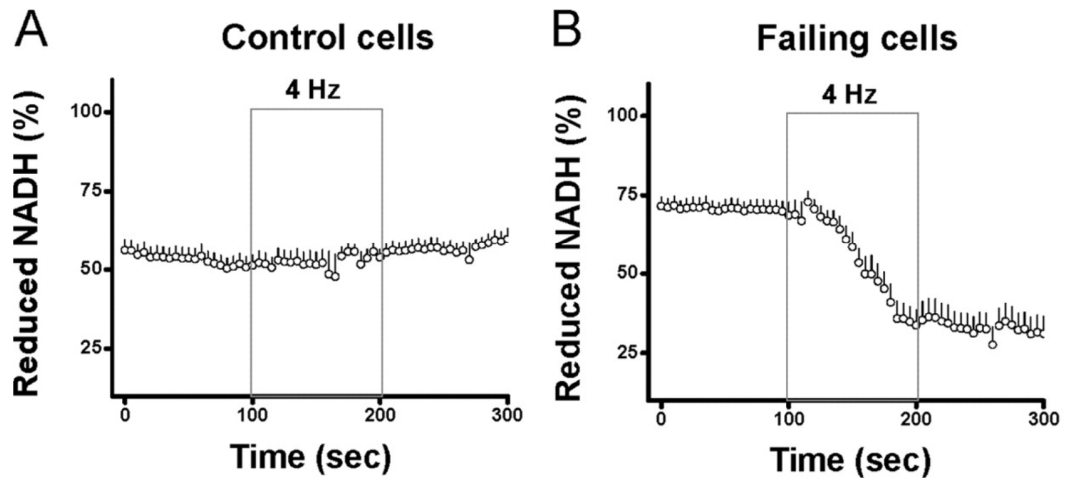 A
Control cells
4 Hz
Reduced NADH (%)
100
75
50
25
0
100
200
300
Time (sec)
B
Failing cells
4 Hz
Reduced NADH (%)
100
75
50
25
0
100
200
300
Time (sec)